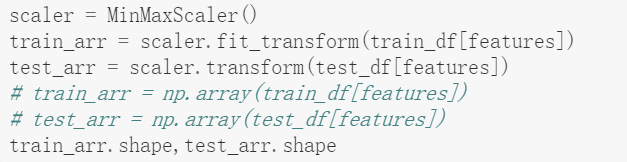 scaler = MinMaxScaler()
train_arr = scaler.fit_transform(train_df[features])
test_arr = scaler.transform(test_df[features])
# train_arr = np.array(train_df[features])
# test_arr = np.array(test_df[features])
train_arr.shape,test_arr.shape